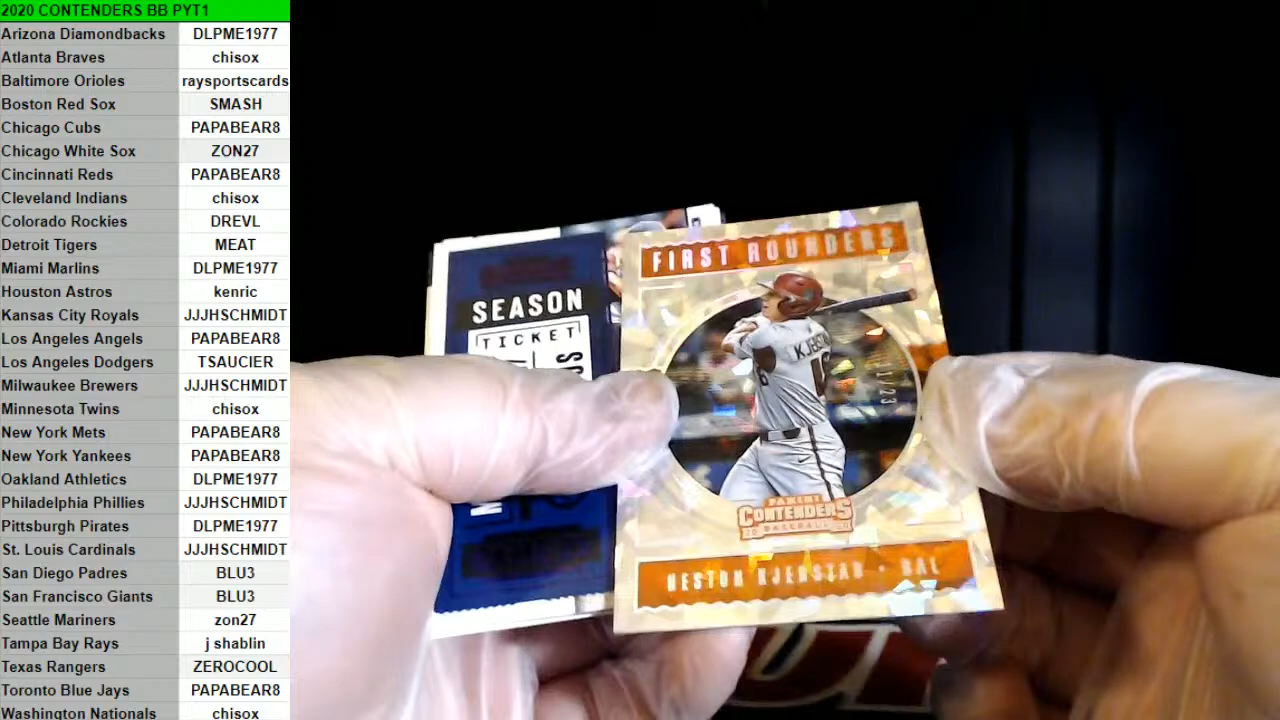 2020 CONTENDERS BB PYT1
Arizona Diamondbacks DLPME1977
Atlanta Braves chisox
Baltimore Orioles raysportscards
Boston Red Sox SMASH
Chicago Cubs PAPABEAR8
Chicago White Sox ZON27
Cincinnati Reds PAPABEAR8
Cleveland Indians chisox
Colorado Rockies DREVL
Detroit Tigers MEAT
Miami Marlins DLPME1977
Houston Astros kenric
Kansas City Royals JJJHSCHMIDT
Los Angeles Angels PAPABEAR8
Los Angeles Dodgers TSAUCIER
Milwaukee Brewers JJJHSCHMIDT
Minnesota Twins chisox
New York Mets PAPABEAR8
New York Yankees PAPABEAR8
Oakland Athletics DLPME1977
Philadelphia Phillies JJJHSCHMIDT
Pittsburgh Pirates DLPME1977
St. Louis Cardinals JJJHSCHMIDT
San Diego Padres BLU3
San Francisco Giants BLU3
Seattle Mariners zon27
Tampa Bay Rays j shablin
Texas Rangers ZEROCOOL
Toronto Blue Jays PAPABEAR8
Washington Nationals chisox
SEASON
TICKET
FIRST ROUNDERS
PANINI
CONTENDERS
20 BASEBALL 20
HESTON KJERSTAD • BAL